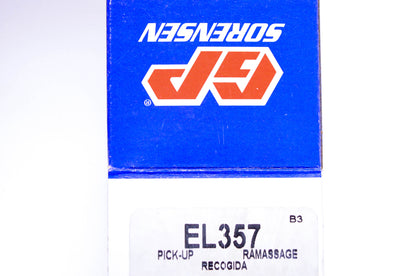 SORENSEN
GP®
B3
EL357
PICK-UP RAMASSAGE
RECOGIDA